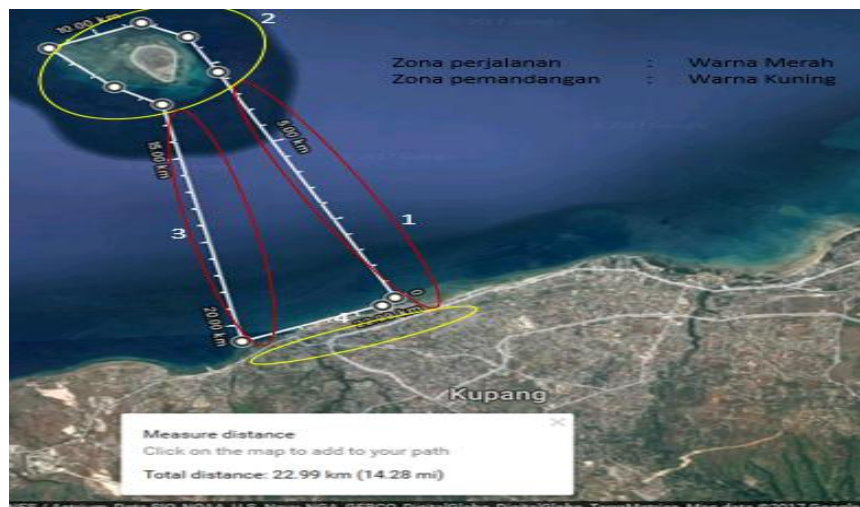 2
10.00 km
Zona perjalanan : Warna Merah
Zona pemandangan : Warna Kuning
5.00 km
15.00 km
1
3
0
20.00 km
4
Kupang
Measure distance
Click on the map to add to your path
Total distance: 22.99 km (14.28 mi)